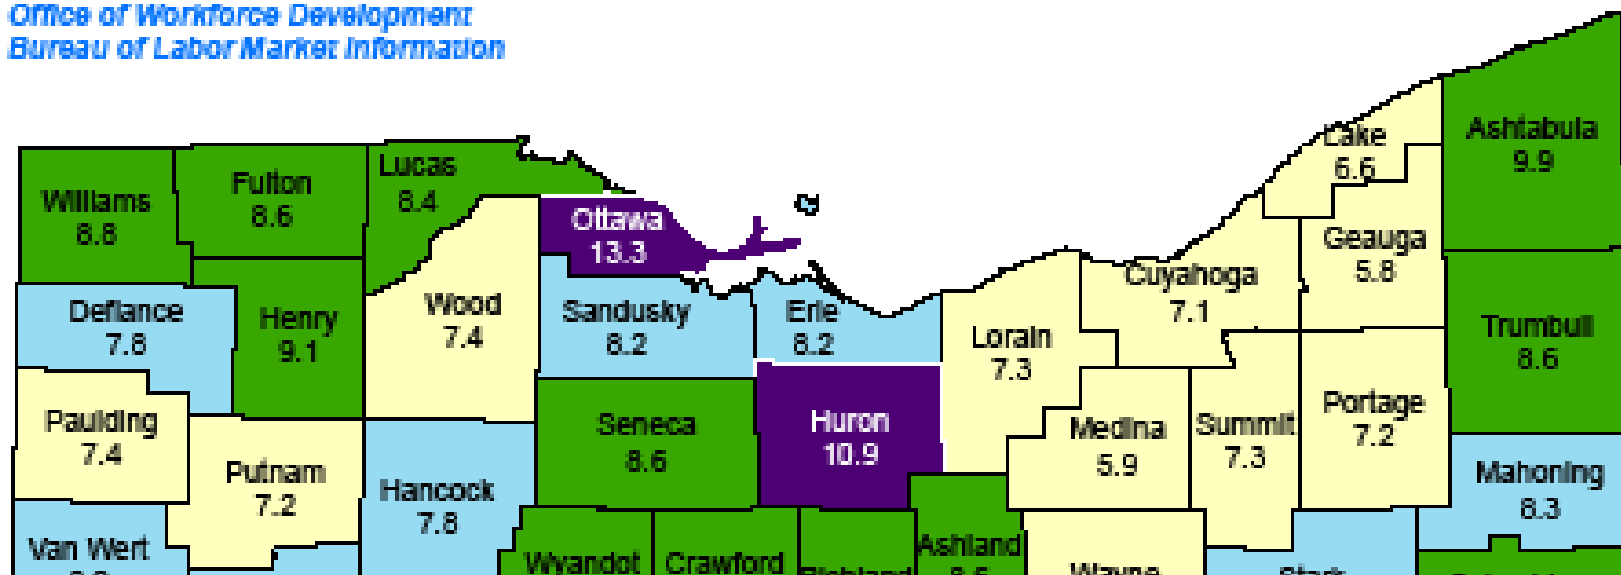 Office of Workforce Development
Bureau of Labor Market Information
Lake
6.6
Ashtabula
9.9
Williams
8.8
Fulton
8.6
Lucas
8.4
Ottawa
13.3
Geauga
5.8
Cuyahoga
7.1
Defiance
7.8
Henry
9.1
Wood
7.4
Sandusky
8.2
Erie
8.2
Lorain
7.3
Trumbull
8.6
Paulding
7.4
Putnam
7.2
Hancock
7.8
Seneca
8.6
Huron
10.9
Medina
5.9
Summit
7.3
Portage
7.2
Mahoning
8.3
Van Wert
Wyandot
Crawford
Richland
Ashland
Wayne
Stark